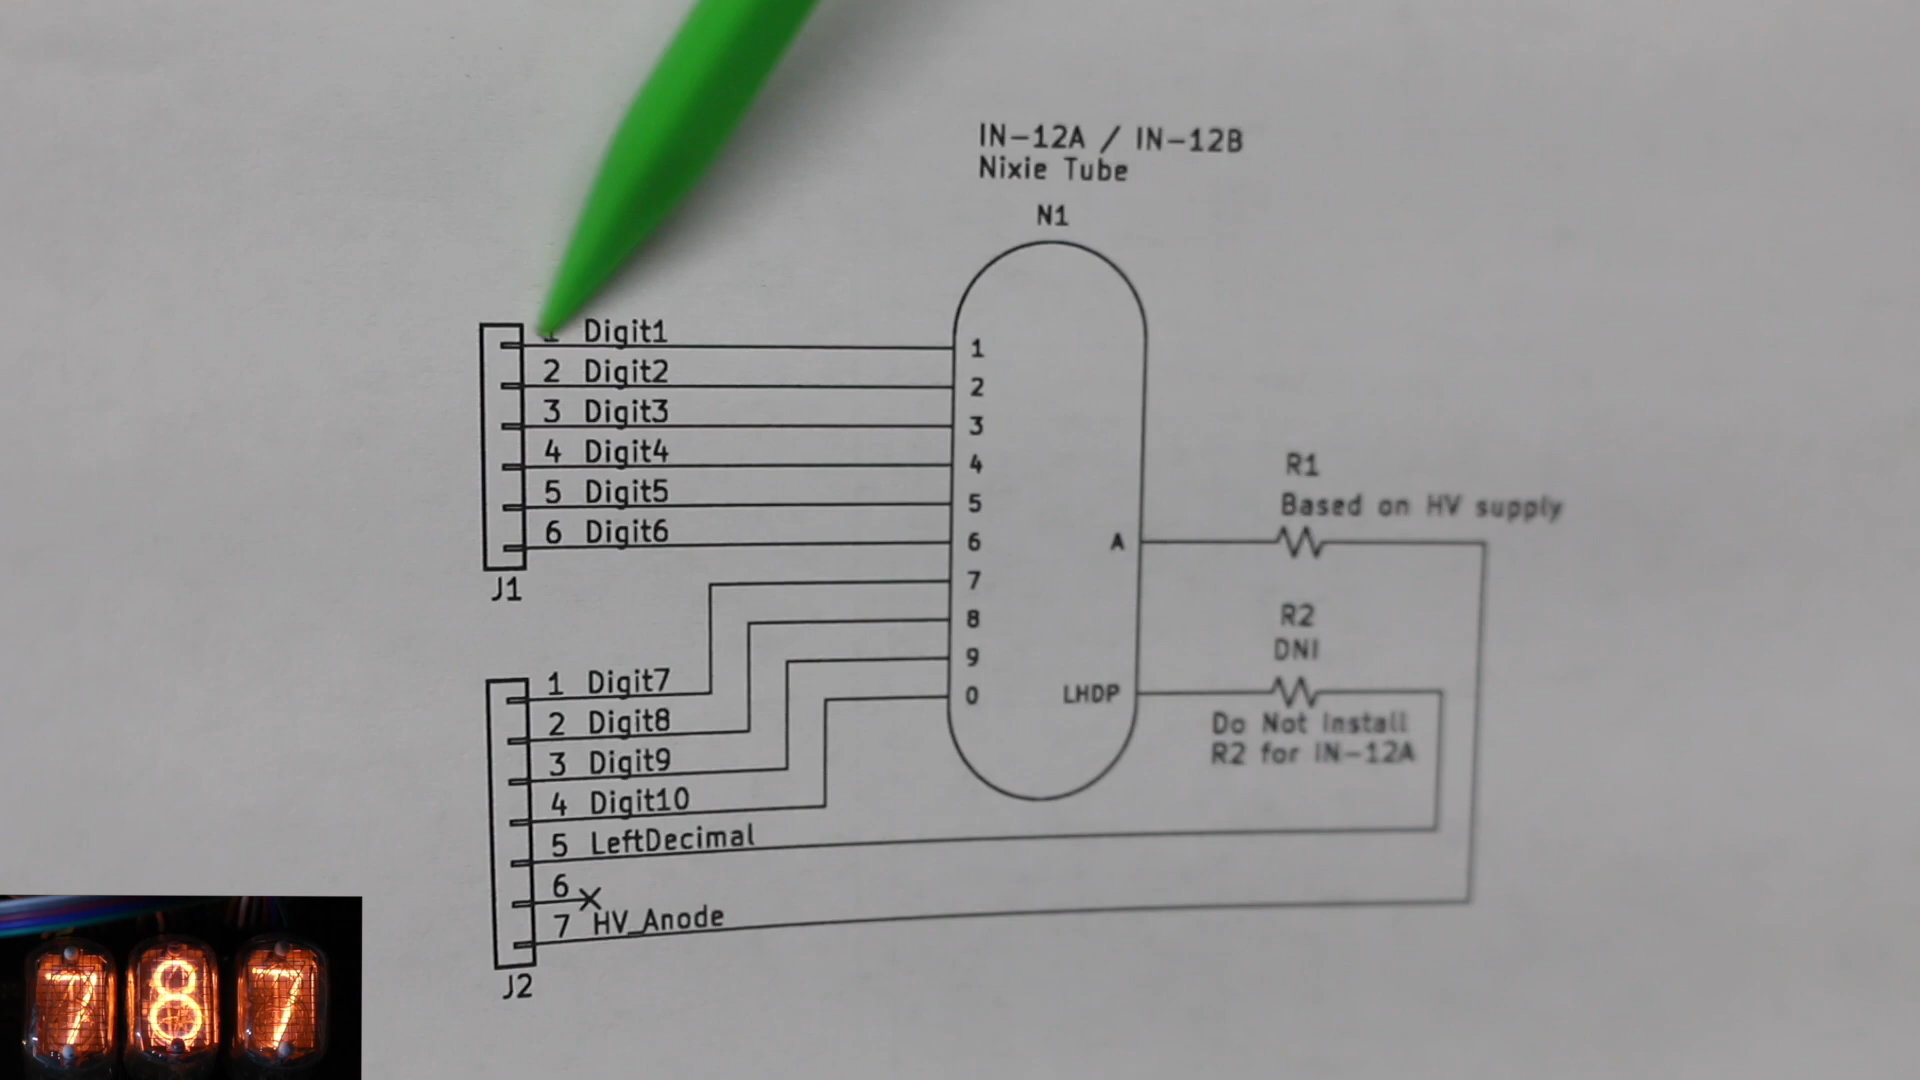 IN-12A / IN-12B
Nixie Tube
N1
1 Digit1
2 Digit2
3 Digit3
4 Digit4
5 Digit5
6 Digit6
J1
1
2
3
4
5
6
7
8
9
0
A
LHDP
R1
Based on HV supply
R2
DNI
Do Not Install
R2 for IN-12A
1 Digit7
2 Digit8
3 Digit9
4 Digit10
5 LeftDecimal
6
7 HV_Anode
J2
787